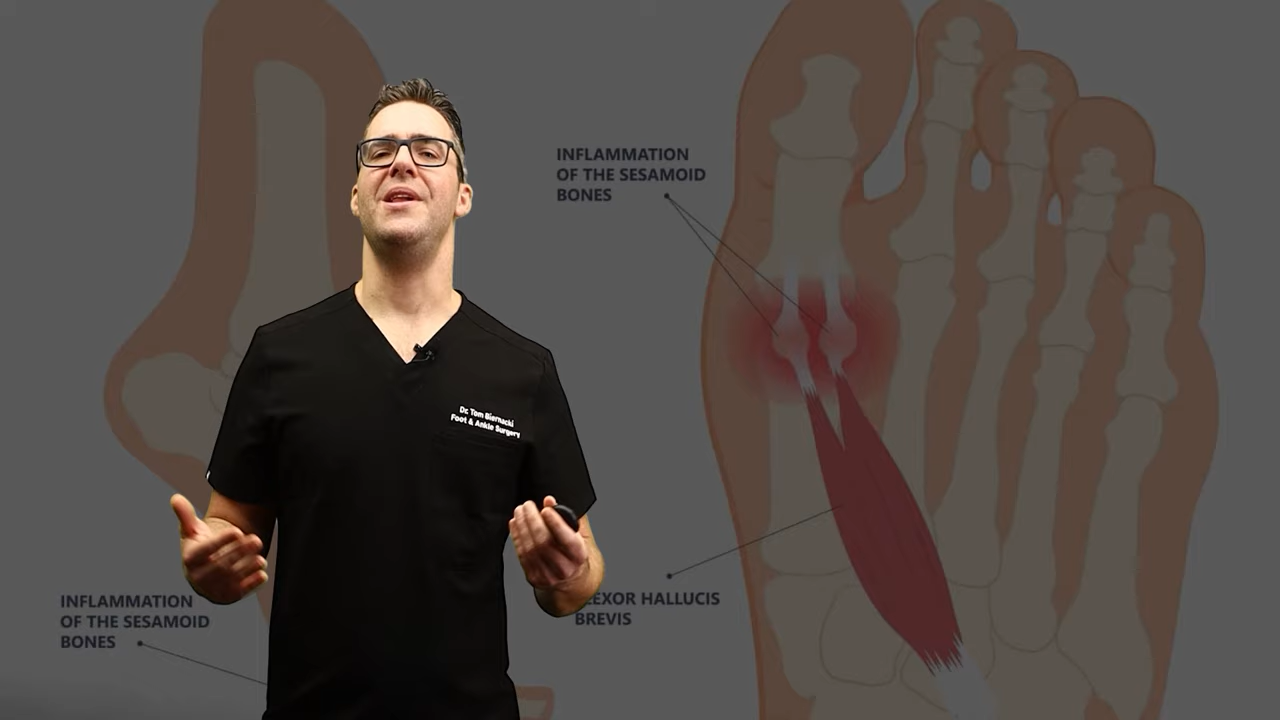 INFLAMMATION
OF THE SESAMOID
BONES
Dr. Tom Biernacki
Foot & Ankle Surgery
LEXOR HALLUCIS
BREVIS
INFLAMMATION
OF THE SESAMOID
BONES